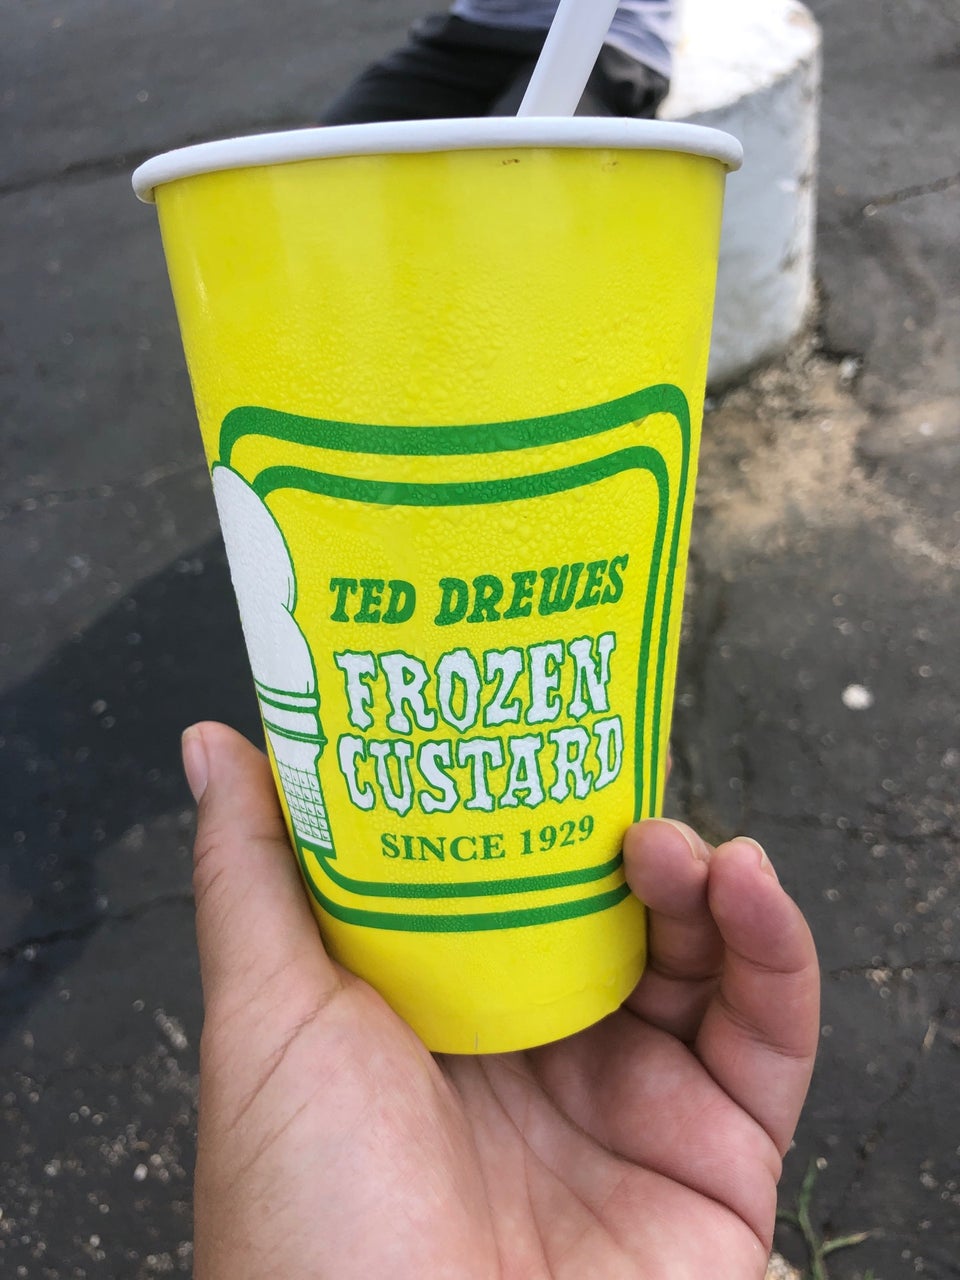 TED DREWES
FROZEN
CUSTARD
SINCE 1929